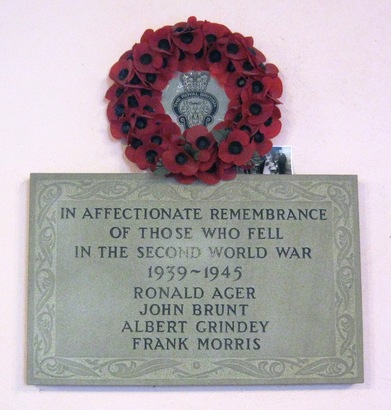 IN AFFECTIONATE REMEMBRANCE
OF THOSE WHO FELL
IN THE SECOND WORLD WAR
1939~1945
RONALD AGER
JOHN BRUNT
ALBERT GRINDEY
FRANK MORRIS